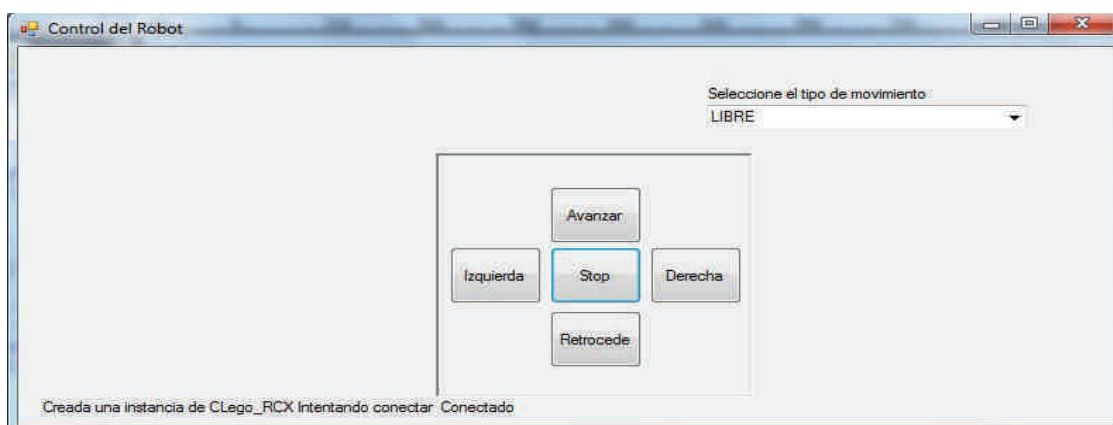 Control del Robot
Seleccione el tipo de movimiento
LIBRE
Avanzar
Izquierda Stop Derecha
Retrocede
Creada una instancia de CLego_RCX Intentando conectar Conectado